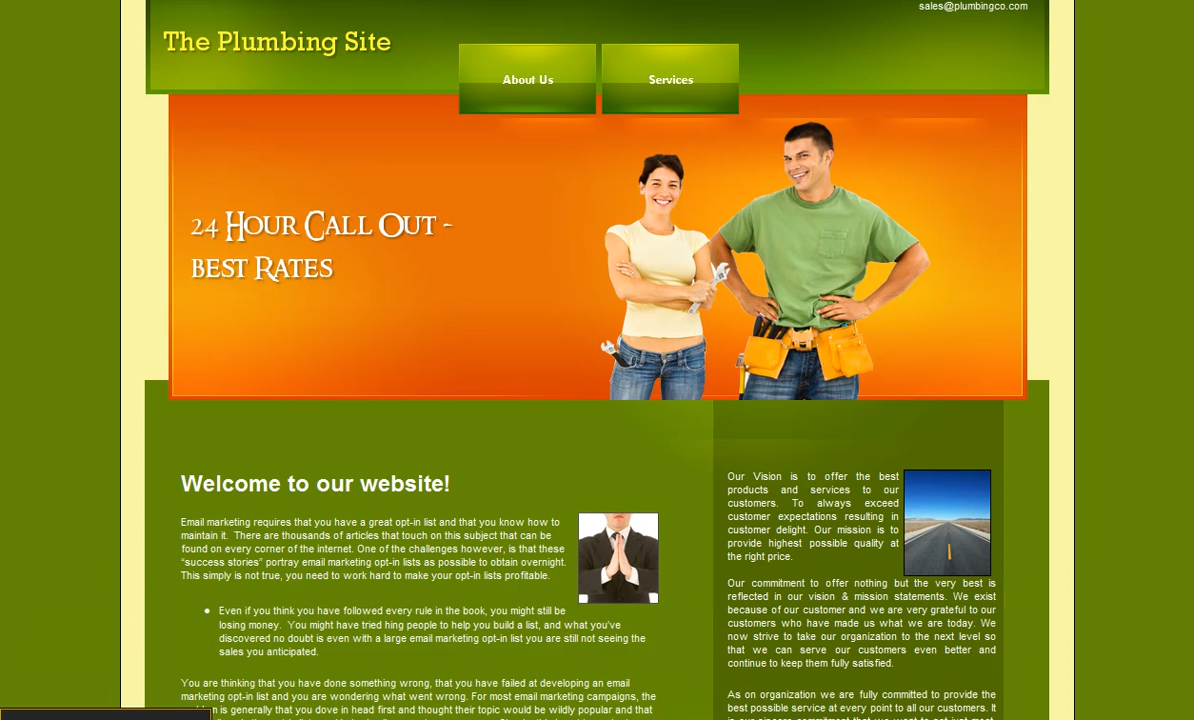 sales@plumbingco.com
The Plumbing Site
About Us
Services
24 Hour Call Out -
best Rates
Welcome to our website!
Email marketing requires that you have a great opt-in list and that you know how to
maintain it. There are thousands of articles that touch on this subject that can be
found on every corner of the internet. One of the challenges however, is that these
“success stories” portray email marketing opt-in lists as possible to obtain overnight.
This simply is not true, you need to work hard to make your opt-in lists profitable.
Even if you think you have followed every rule in the book, you might still be
losing money. You might have tried hing people to help you build a list, and what you've
discovered no doubt is even with a large email marketing opt-in list you are still not seeing the
sales you anticipated.
You are thinking that you have done something wrong, that you have failed at developing an email
marketing opt-in list and you are wondering what went wrong. For most email marketing campaigns, the
is generally that you dove in head first and thought their topic would be wildly popular and that
Our Vision is to offer the best
products and services to our
customers. To always exceed
customer expectations resulting in
customer delight. Our mission is to
provide highest possible quality at
the right price.
Our commitment to offer nothing but the very best is
reflected in our vision & mission statements. We exist
because of our customer and we are very grateful to our
customers who have made us what we are today. We
now strive to take our organization to the next level so
that we can serve our customers even better and
continue to keep them fully satisfied.
As on organization we are fully committed to provide the
best possible service at every point to all our customers. It